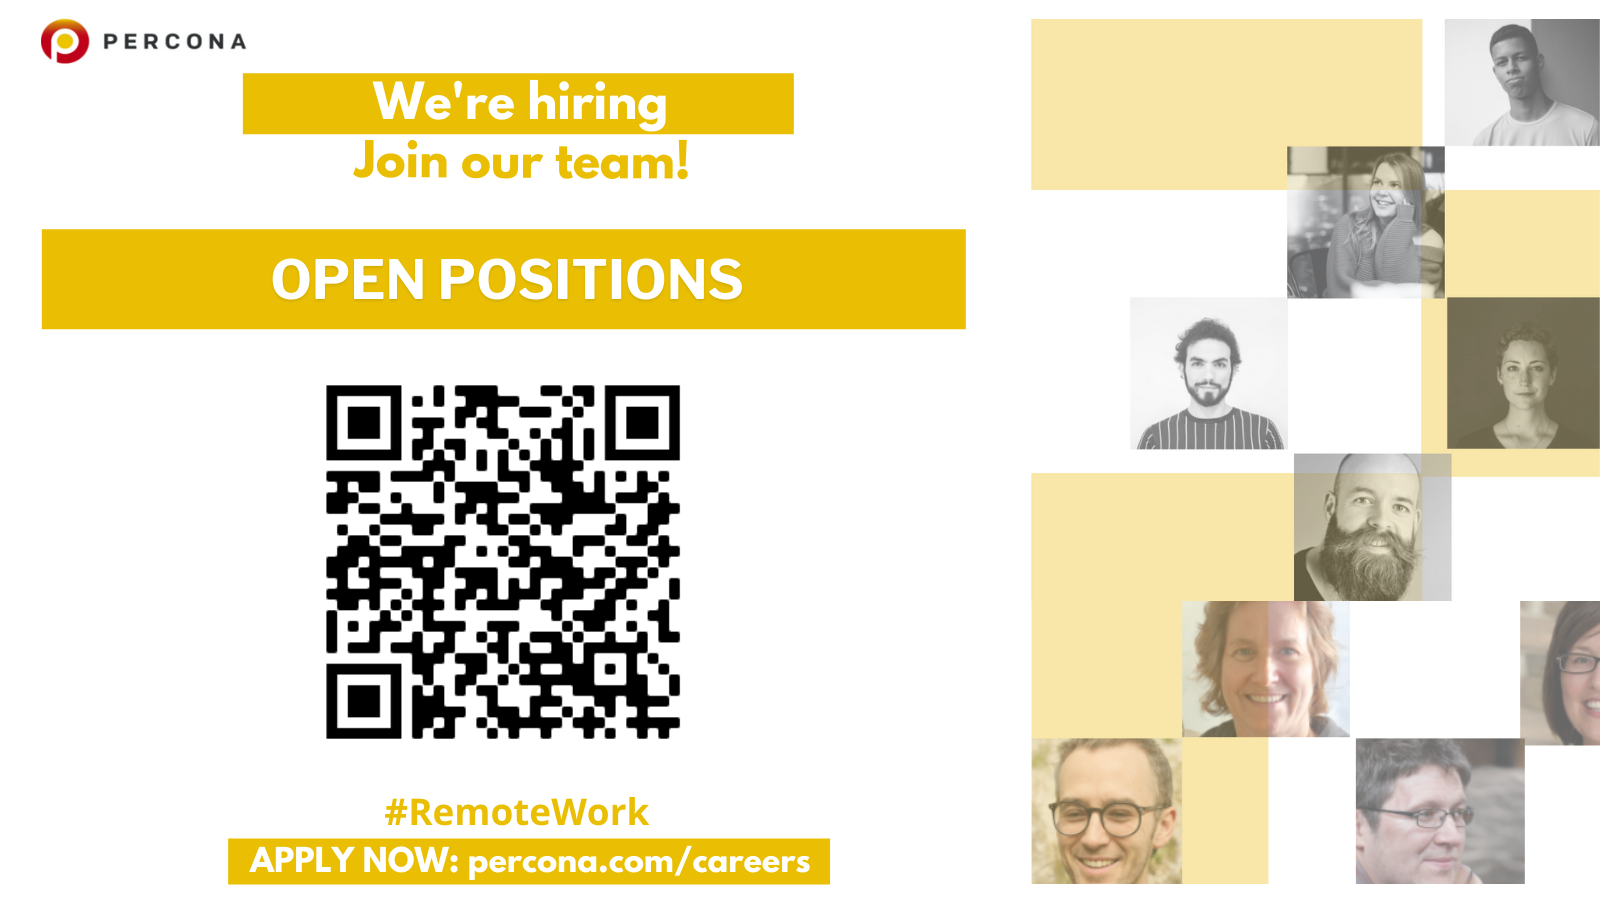 PERCONA
We're hiring
Join our team!
OPEN POSITIONS
#RemoteWork
APPLY NOW: percona.com/careers